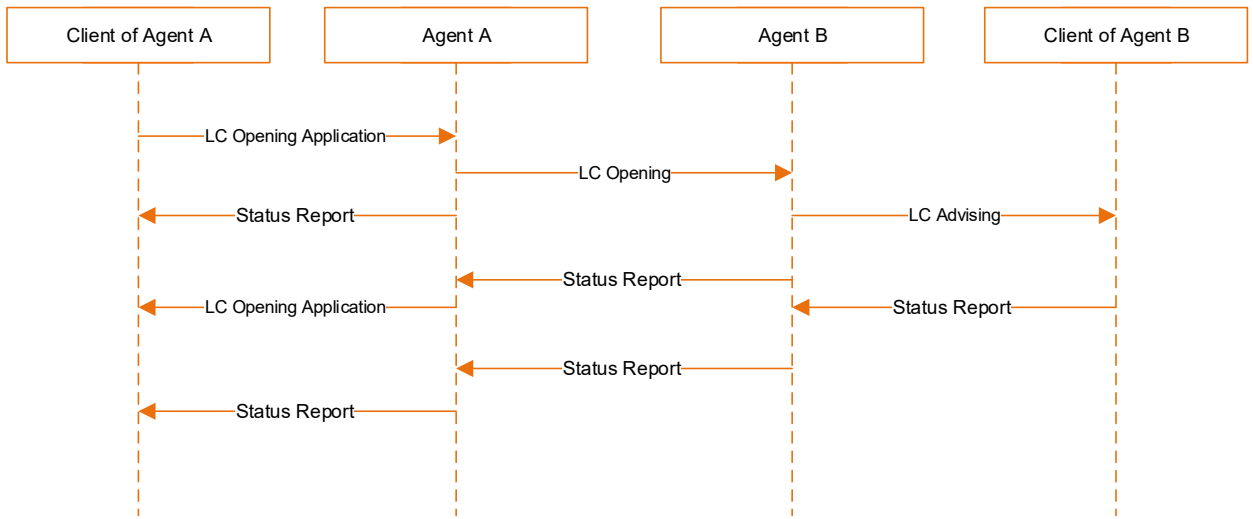 Client of Agent A
Agent A
Agent B
Client of Agent B
LC Opening Application
LC Opening
Status Report
LC Advising
Status Report
LC Opening Application
Status Report
Status Report
Status Report